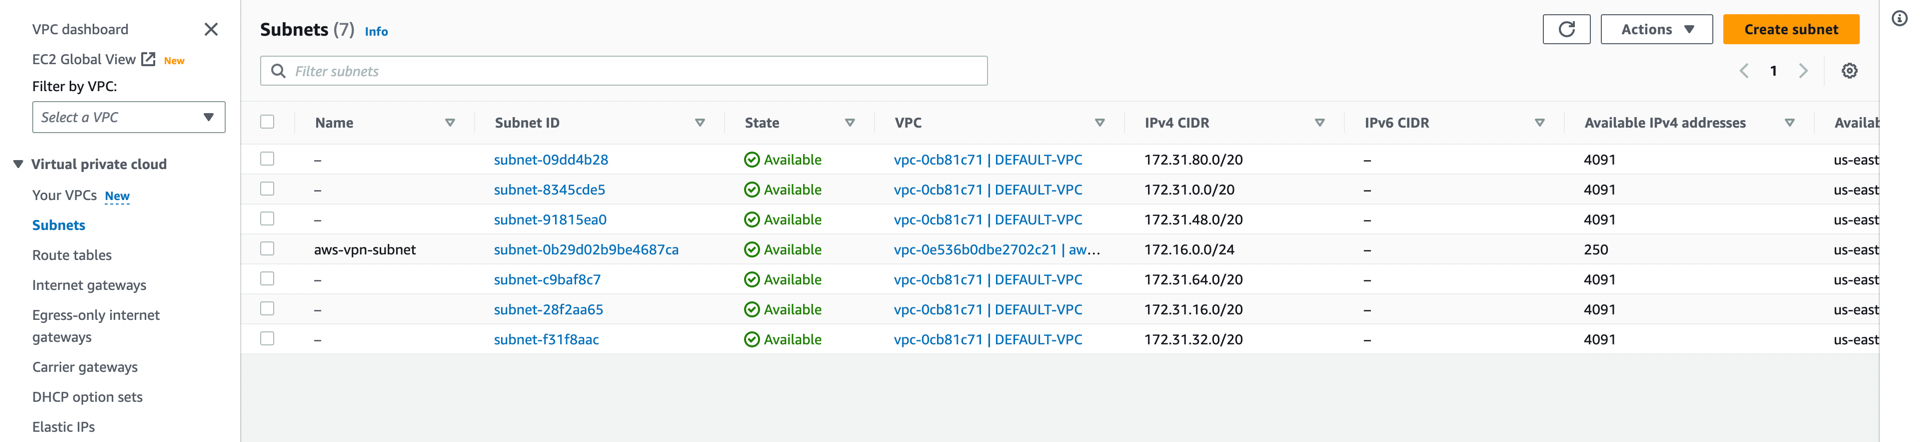 VPC dashboard
EC2 Global View New
Filter by VPC:
Select a VPC
Virtual private cloud
Your VPCs New
Subnets
Route tables
Internet gateways
Egress-only internet
gateways
Carrier gateways
DHCP option sets
Elastic IPs
Subnets (7) Info
Actions
Create subnet
Filter subnets
1
Name Subnet ID State VPC IPv4 CIDR IPv6 CIDR Available IPv4 addresses Availab
– subnet-09dd4b28 Available vpc-0cb81c71 | DEFAULT-VPC 172.31.80.0/20 – 4091 us-east
– subnet-8345cde5 Available vpc-0cb81c71 | DEFAULT-VPC 172.31.0.0/20 – 4091 us-east
– subnet-91815ea0 Available vpc-0cb81c71 | DEFAULT-VPC 172.31.48.0/20 – 4091 us-east
aws-vpn-subnet subnet-0b29d02b9be4687ca Available vpc-0e536b0dbe2702c21 | aw... 172.16.0.0/24 – 250 us-east
– subnet-c9baf8c7 Available vpc-0cb81c71 | DEFAULT-VPC 172.31.64.0/20 – 4091 us-east
– subnet-28f2aa65 Available vpc-0cb81c71 | DEFAULT-VPC 172.31.16.0/20 – 4091 us-east
– subnet-f31f8aac Available vpc-0cb81c71 | DEFAULT-VPC 172.31.32.0/20 – 4091 us-east